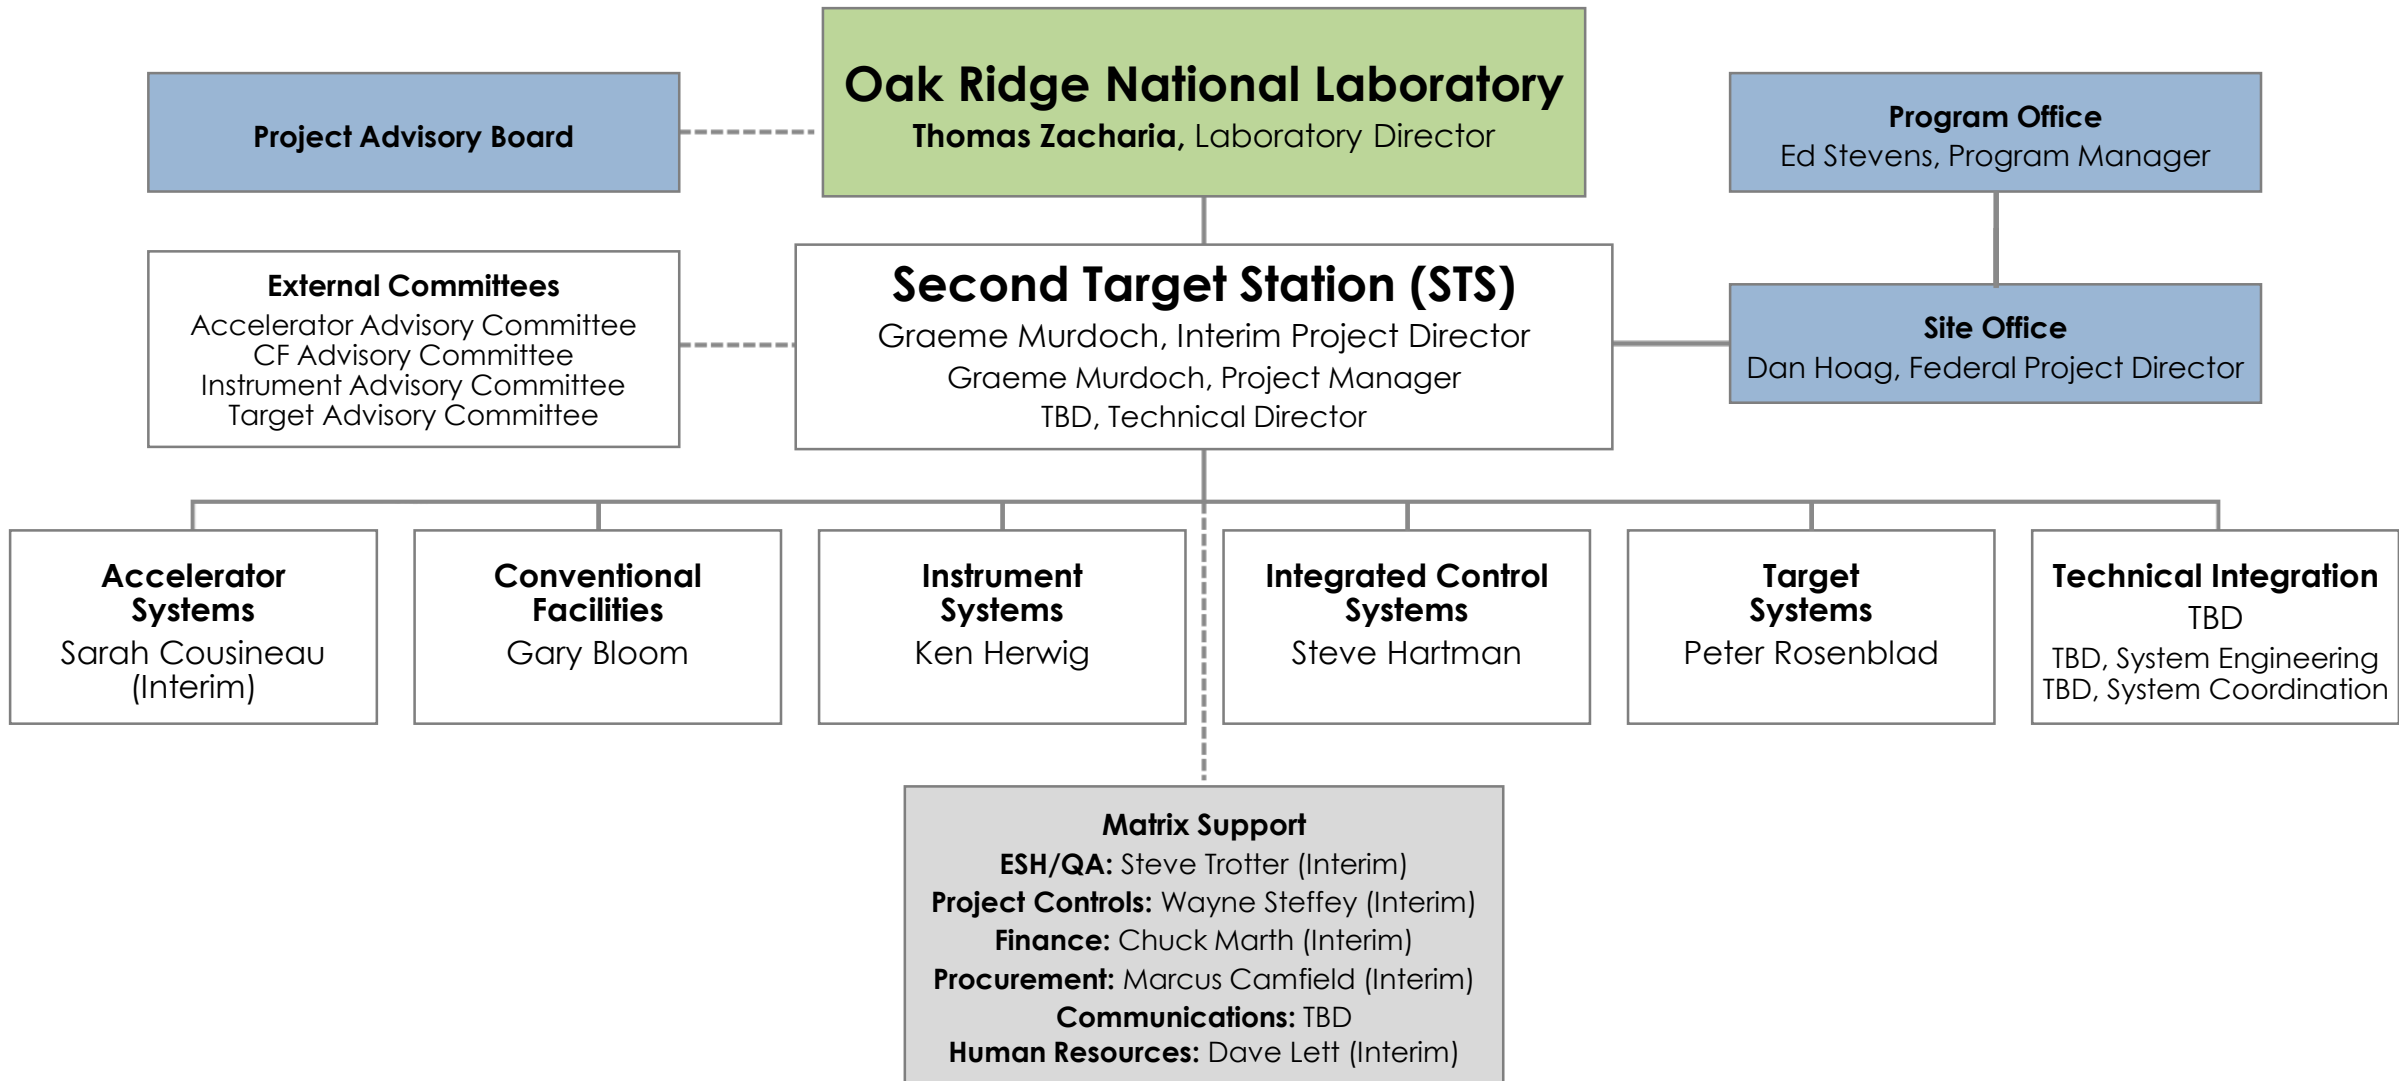 Oak Ridge National Laboratory
Thomas Zacharia, Laboratory Director
Project Advisory Board
Program Office
Ed Stevens, Program Manager
External Committees
Accelerator Advisory Committee
CF Advisory Committee
Instrument Advisory Committee
Target Advisory Committee
Second Target Station (STS)
Graeme Murdoch, Interim Project Director
Graeme Murdoch, Project Manager
TBD, Technical Director
Site Office
Dan Hoag, Federal Project Director
Accelerator
Systems
Sarah Cousineau
(Interim)
Conventional
Facilities
Gary Bloom
Instrument
Systems
Ken Herwig
Integrated Control
Systems
Steve Hartman
Target
Systems
Peter Rosenblad
Technical Integration
TBD
TBD, System Engineering
TBD, System Coordination
Matrix Support
ESH/QA: Steve Trotter (Interim)
Project Controls: Wayne Steffey (Interim)
Finance: Chuck Marth (Interim)
Procurement: Marcus Camfield (Interim)
Communications: TBD
Human Resources: Dave Lett (Interim)